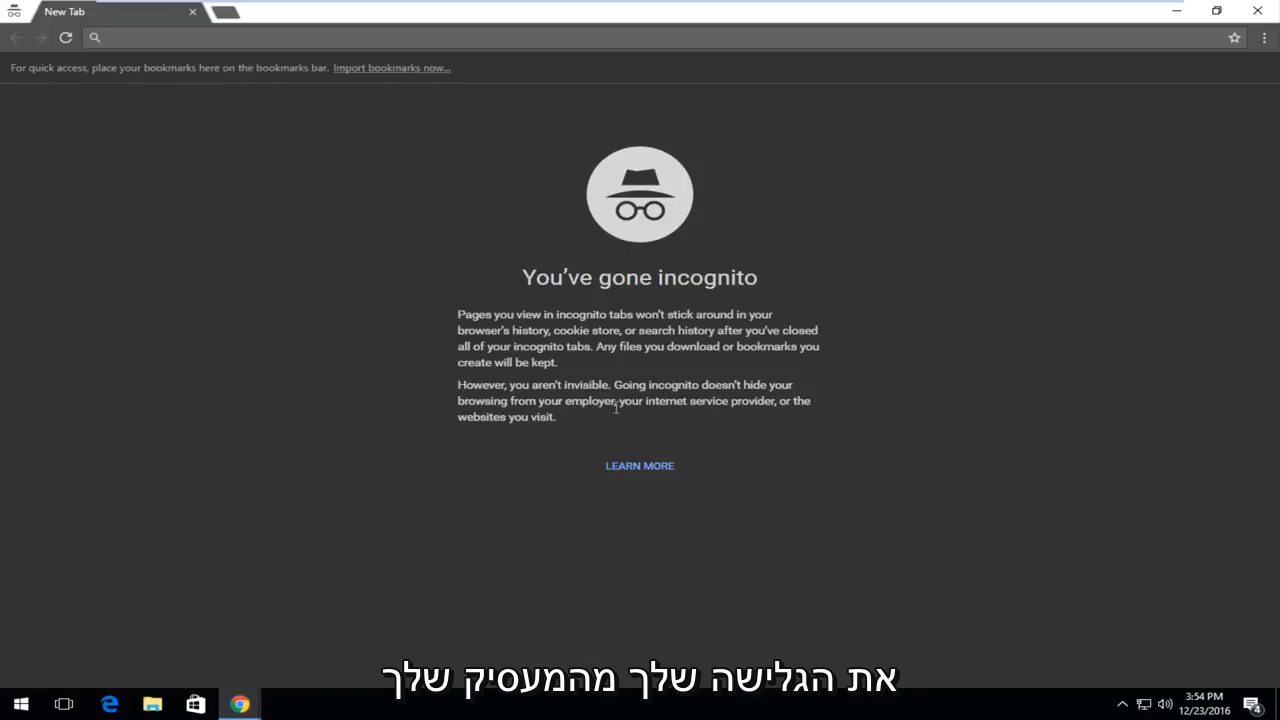 New Tab
For quick access, place your bookmarks here on the bookmarks bar. Import bookmarks now...
You've gone incognito
Pages you view in incognito tabs won't stick around in your
browser's history, cookie store, or search history after you've closed
all of your incognito tabs. Any files you download or bookmarks you
create will be kept.
However, you aren't invisible. Going incognito doesn't hide your
browsing from your employer, your internet service provider, or the
websites you visit.
LEARN MORE
את הגלישה שלך מהמעסיק שלך
3:54 PM
12/23/2016
4